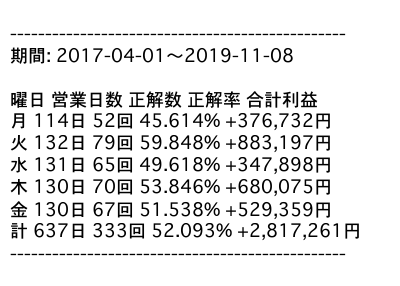 ------------------------------------------------
期間: 2017-04-01～2019-11-08
曜日 営業日数 正解数 正解率 合計利益
月 114日 52回 45.614% +376,732円
火 132日 79回 59.848% +883,197円
水 131日 65回 49.618% +347,898円
木 130日 70回 53.846% +680,075円
金 130日 67回 51.538% +529,359円
計 637日 333回 52.093% +2,817,261円
------------------------------------------------